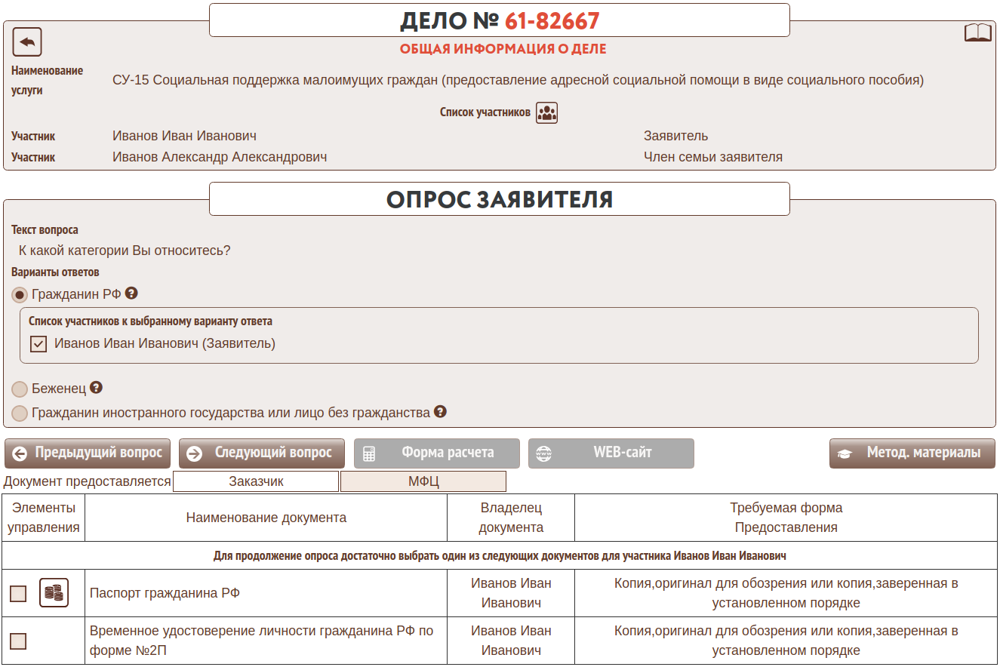 ДЕЛО № 61-82667
ОБЩАЯ ИНФОРМАЦИЯ О ДЕЛЕ
Наименование
услуги
СУ-15 Социальная поддержка малоимущих граждан (предоставление адресной социальной помощи в виде социального пособия)
Список участников
Участник Иванов Иван Иванович Заявитель
Участник Иванов Александр Александрович Член семьи заявителя
ОПРОС ЗАЯВИТЕЛЯ
Текст вопроса
К какой категории Вы относитесь?
Варианты ответов
Гражданин РФ ?
Список участников к выбранному варианту ответа
Иванов Иван Иванович (Заявитель)
Беженец ?
Гражданин иностранного государства или лицо без гражданства ?
Предыдущий вопрос Следующий вопрос Форма расчета WEB-сайт Метод. материалы
Документ предоставляется Заказчик МФЦ
Элементы
управления
Наименование документа
Владелец
документа
Требуемая форма
Предоставления
Для продолжение опроса достаточно выбрать один из следующих документов для участника Иванов Иван Иванович
Паспорт гражданина РФ
Иванов Иван
Иванович
Копия,оригинал для обозрения или копия,заверенная в
установленном порядке
Временное удостоверение личности гражданина РФ по
форме №2П
Иванов Иван
Иванович
Копия,оригинал для обозрения или копия,заверенная в
установленном порядке